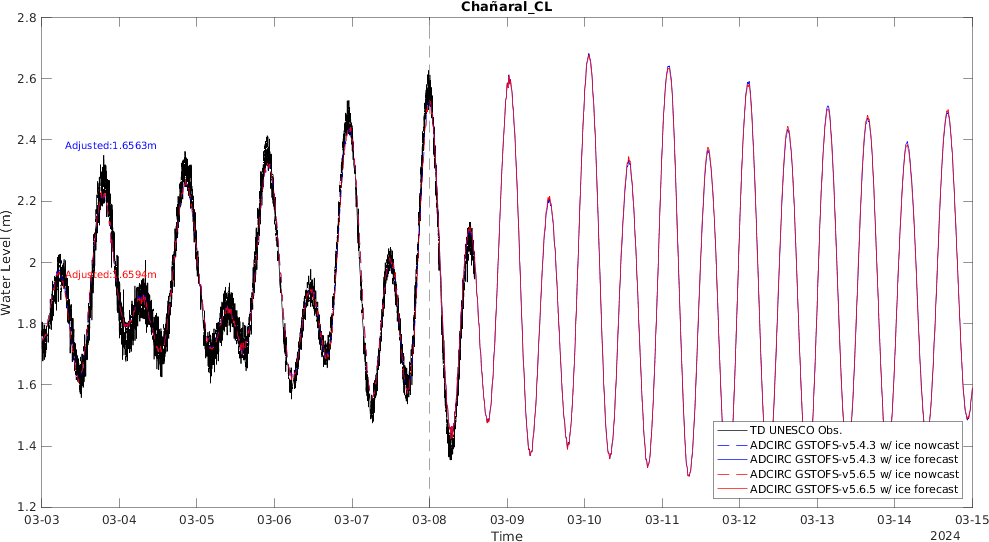 Chañaral_CL
2.8
2.6
2.4
2.2
2
1.8
1.6
1.4
1.2
Water Level (m)
Adjusted:1.6563m
Adjusted:1.6594m
TD UNESCO Obs.
ADCIRC GSTOFS-v5.4.3 w/ ice nowcast
ADCIRC GSTOFS-v5.4.3 w/ ice forecast
ADCIRC GSTOFS-v5.6.5 w/ ice nowcast
ADCIRC GSTOFS-v5.6.5 w/ ice forecast
03-03 03-04 03-05 03-06 03-07 03-08 03-09 03-10 03-11 03-12 03-13 03-14 03-15
Time
2024